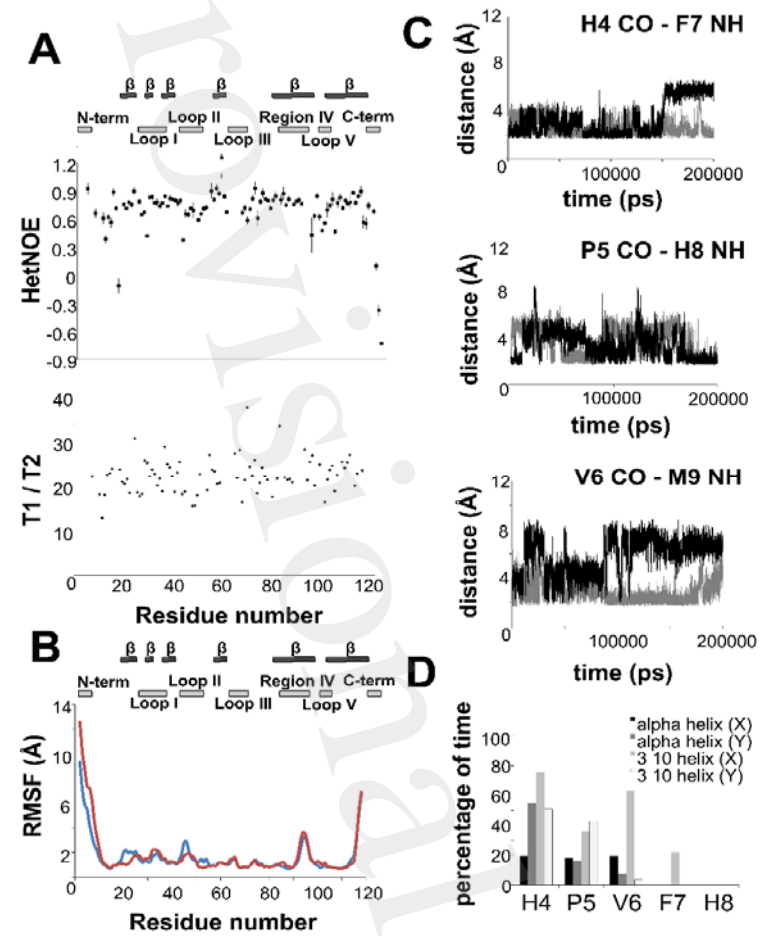 A
β β β β β β
N-term Loop II Region IV C-term
Loop I Loop III Loop V
1.2
0.9
0.6
0.3
0
-0.3
-0.6
-0.9
HetNOE
40
30
20
10
T1 / T2
0 20 40 60 80 100 120
Residue number
B
β β β β β β
N-term Loop II Region IV C-term
Loop I Loop III Loop V
14
10
6
2
RMSF (Å)
0 20 40 60 80 100 120
Residue number
C
H4 CO - F7 NH
12
8
4
0
distance (Å)
0 100000 200000
time (ps)
P5 CO - H8 NH
12
8
4
0
distance (Å)
100000 200000
time (ps)
V6 CO - M9 NH
12
8
4
0
distance (Å)
100000 200000
time (ps)
D
alpha helix (X)
alpha helix (Y)
3 10 helix (X)
3 10 helix (Y)
100
80
60
40
20
0
percentage of time
H4 P5 V6 F7 H8
rovisional